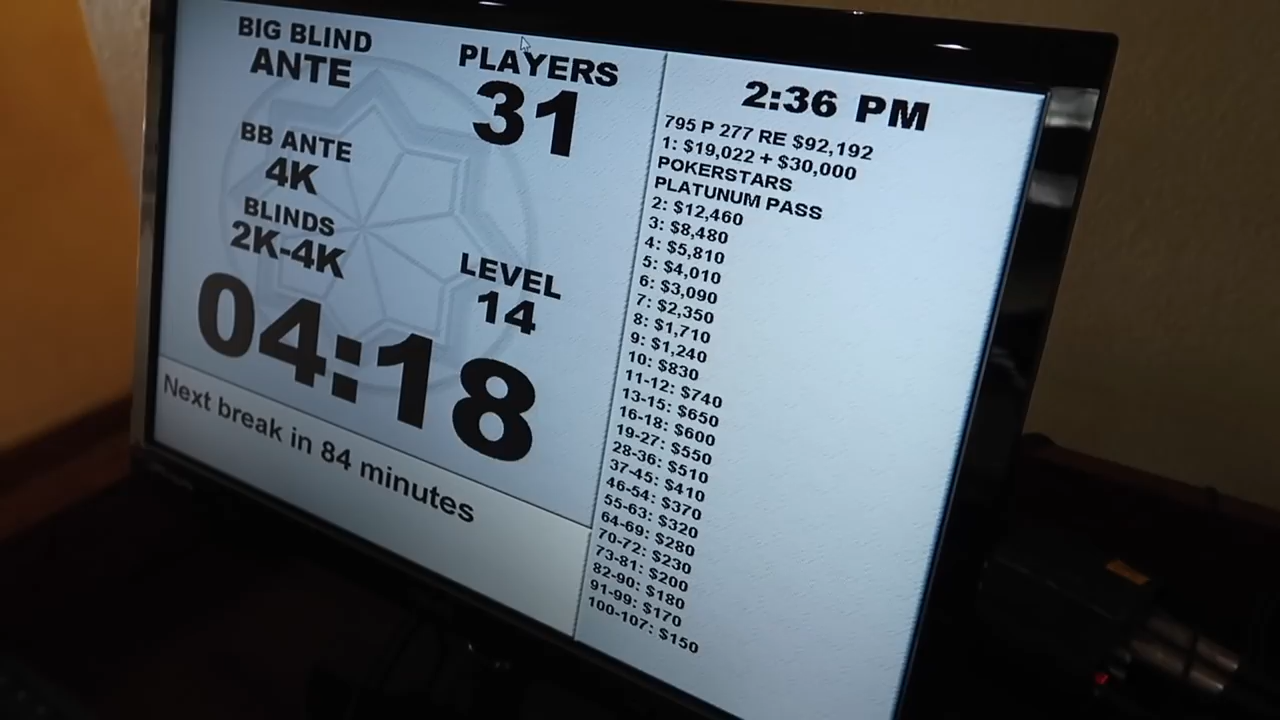 BIG BLIND
ANTE
BB ANTE
4K
BLINDS
2K-4K
PLAYERS
31
LEVEL
14
04:18
Next break in 84 minutes
2:36 PM
795 P 277 RE $92,192
1: $19,022 + $30,000
POKERSTARS
PLATUNUM PASS
2: $12,460
3: $8,480
4: $5,810
5: $4,010
6: $3,090
7: $2,350
8: $1,710
9: $1,240
10: $830
11-12: $740
13-15: $650
16-18: $600
19-27: $550
28-36: $510
37-45: $410
46-54: $370
55-63: $320
64-69: $280
70-72: $230
73-81: $200
82-90: $180
91-99: $170
100-107: $150